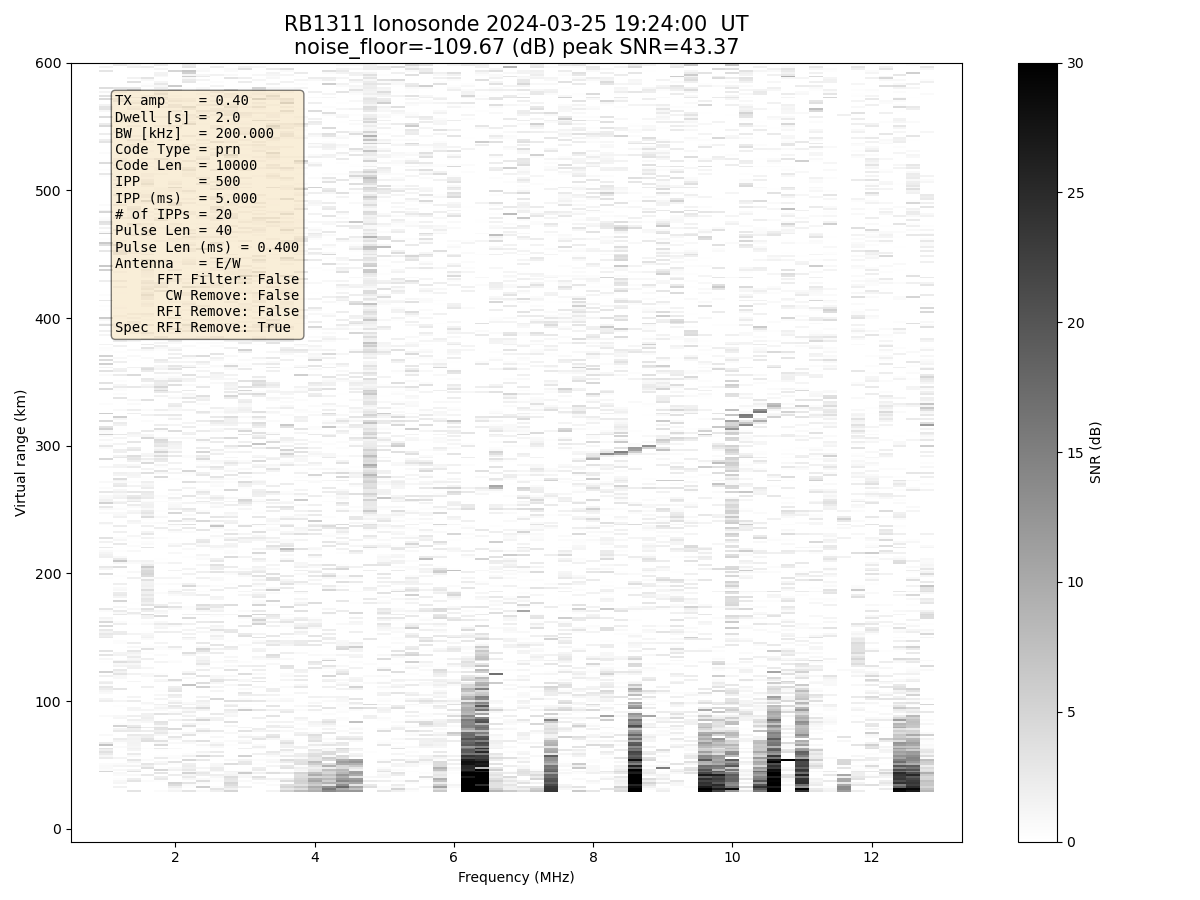 RB1311 Ionosonde 2024-03-25 19:24:00  UT
noise_floor=-109.67 (dB) peak SNR=43.37
TX amp    = 0.40
Dwell [s] = 2.0
BW [kHz]  = 200.000
Code Type = prn
Code Len  = 10000
IPP       = 500
IPP (ms)  = 5.000
# of IPPs = 20
Pulse Len = 40
Pulse Len (ms) = 0.400
Antenna   = E/W
FFT Filter: False
CW Remove: False
RFI Remove: False
Spec RFI Remove: True
600
500
400
300
200
100
0
Virtual range (km)
2
4
6
8
10
12
Frequency (MHz)
30
25
20
15
10
5
0
SNR (dB)